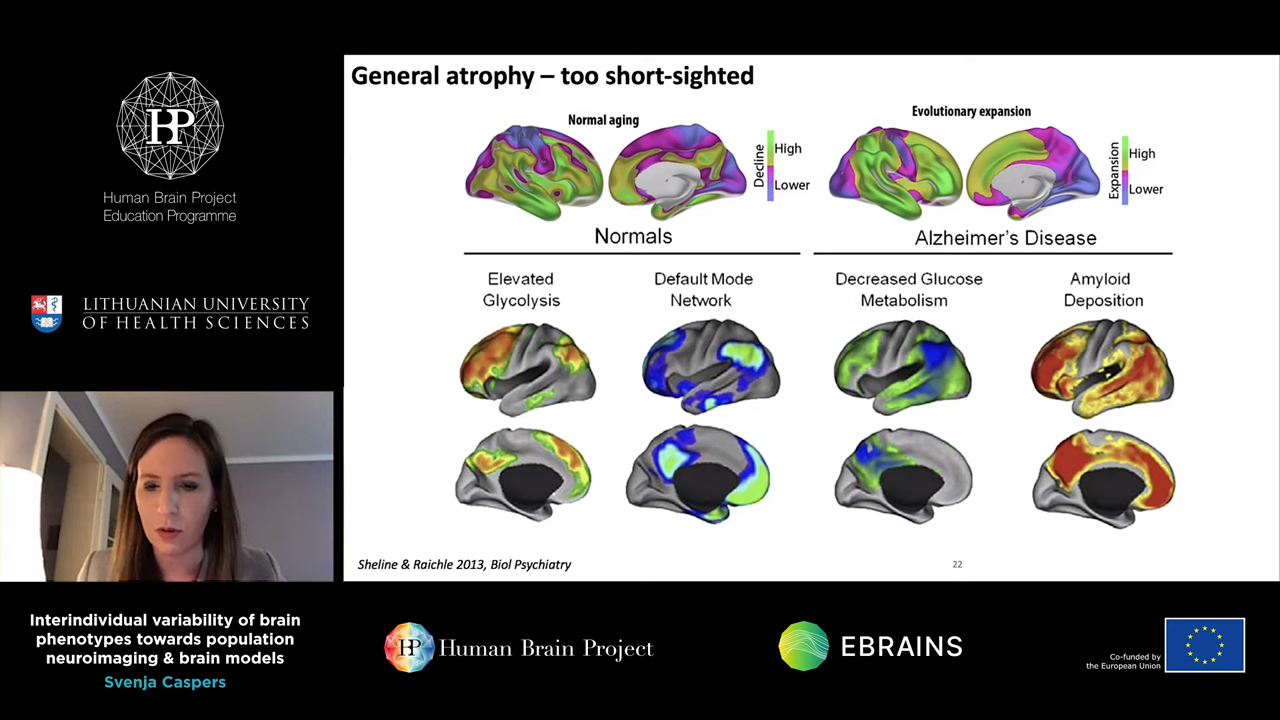 HP
Human Brain Project
Education Programme
LITHUANIAN UNIVERSITY
OF HEALTH SCIENCES
General atrophy – too short-sighted
Normal aging
Decline
High
Lower
Evolutionary expansion
Expansion
High
Lower
Normals
Alzheimer's Disease
Elevated
Glycolysis
Default Mode
Network
Decreased Glucose
Metabolism
Amyloid
Deposition
Sheline & Raichle 2013, Biol Psychiatry
22
Interindividual variability of brain
phenotypes towards population
neuroimaging & brain models
Svenja Caspers
HP
Human Brain Project
EBRAINS
Co-funded by
the European Union